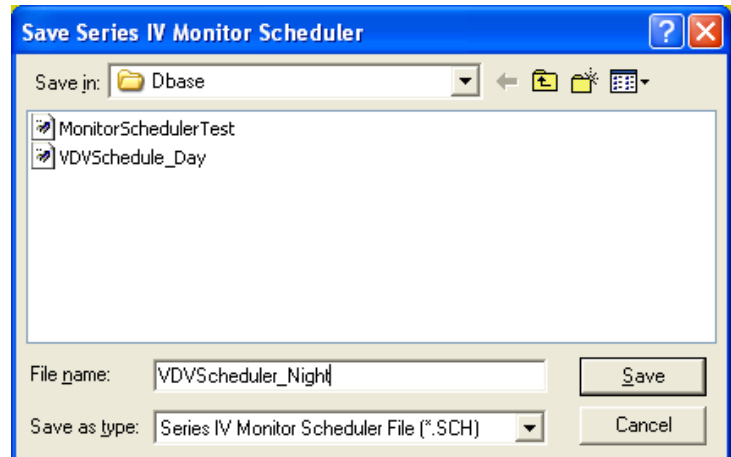 Save Series IV Monitor Scheduler
Save in: Dbase
MonitorSchedulerTest
VDVSchedule_Day
File name: VDVScheduler_Night Save
Save as type: Series IV Monitor Scheduler File (*.SCH) Cancel